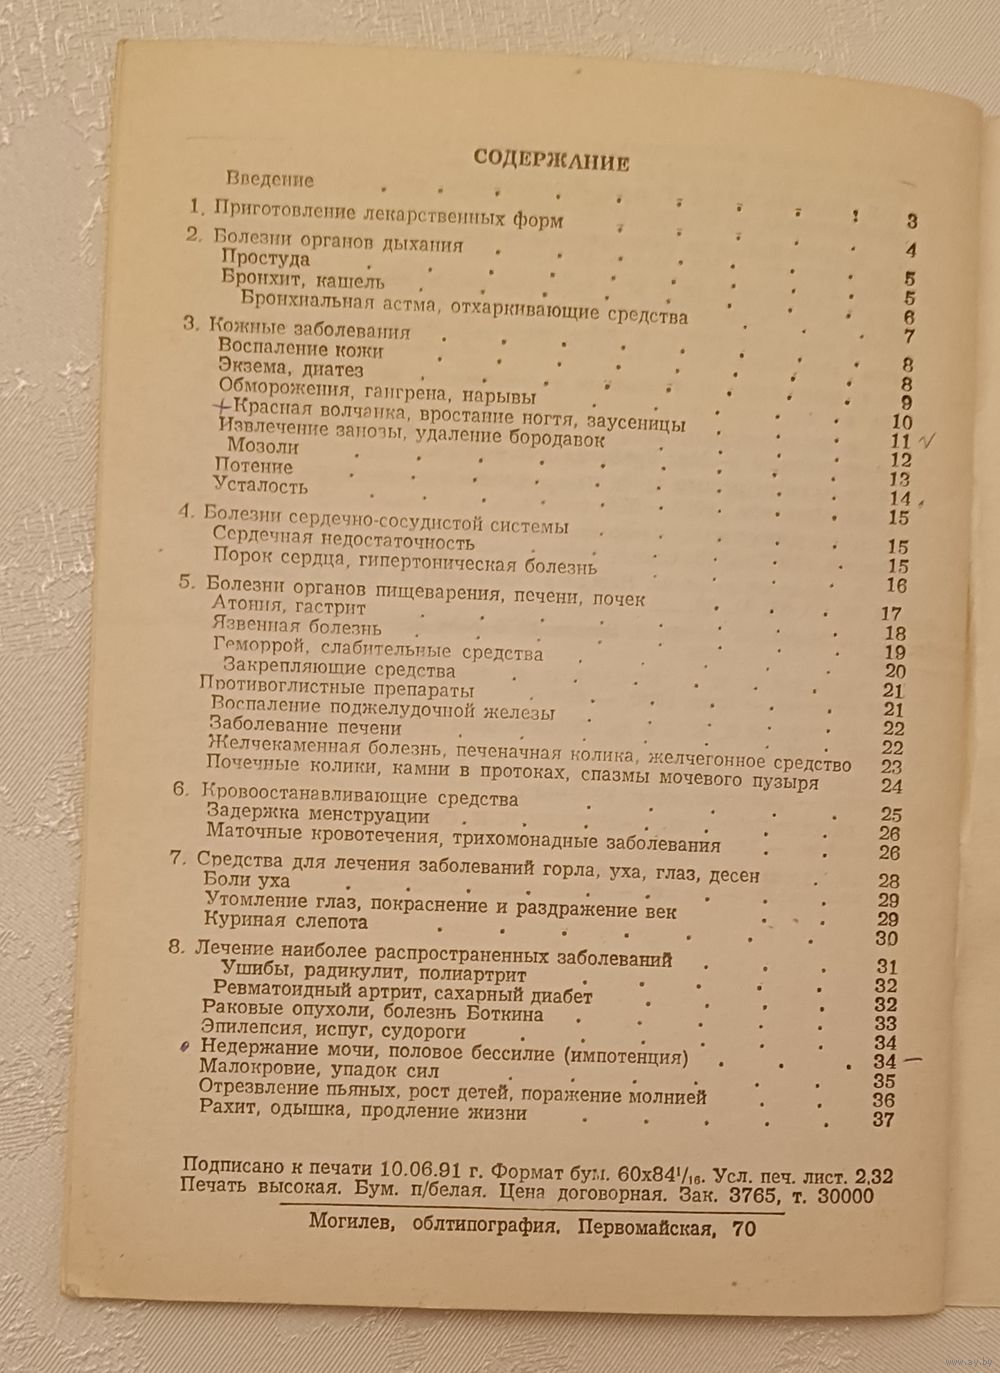 СОДЕРЖАНИЕ
Введение . . . . . . . . . 3
1. Приготовление лекарственных форм . . . . . 4
2. Болезни органов дыхания . . . . . . . 5
Простуда . . . . . . . . . 5
Бронхит, кашель . . . . . . . . 6
Бронхиальная астма, отхаркивающие средства . . . 7
3. Кожные заболевания . . . . . . . . 8
Воспаление кожи . . . . . . . . 8
Экзема, диатез . . . . . . . . 9
Обморожения, гангрена, нарывы . . . . . 10
+ Красная волчанка, вростание ногтя, заусеницы . . . 11 √
Извлечение занозы, удаление бородавок . . . . 12
Мозоли . . . . . . . . . 13
Потение . . . . . . . . . 14
Усталость . . . . . . . . . 15
4. Болезни сердечно-сосудистой системы . . . . 15
Сердечная недостаточность . . . . . . 15
Порок сердца, гипертоническая болезнь . . . . 16
5. Болезни органов пищеварения, печени, почек . . . 17
Атония, гастрит . . . . . . . . 18
Язвенная болезнь . . . . . . . . 19
Геморрой, слабительные средства . . . . . 20
Закрепляющие средства . . . . . . 21
Противоглистные препараты . . . . . . 21
Воспаление поджелудочной железы . . . . . 22
Заболевание печени . . . . . . . 22
Желчекаменная болезнь, печеначная колика, желчегонное средство 23
Почечные колики, камни в протоках, спазмы мочевого пузыря 24
6. Кровоостанавливающие средства . . . . . 25
Задержка менструации . . . . . . . 26
Маточные кровотечения, трихомонадные заболевания . . 26
7. Средства для лечения заболеваний горла, уха, глаз, десен . 28
Боли уха . . . . . . . . . 29
Утомление глаз, покраснение и раздражение век . . . 29
Куриная слепота . . . . . . . 30
8. Лечение наиболее распространенных заболеваний . . . 31
Ушибы, радикулит, полиартрит . . . . . 32
Ревматоидный артрит, сахарный диабет . . . . 32
Раковые опухоли, болезнь Боткина . . . . . 33
Эпилепсия, испуг, судороги . . . . . . 34
Недержание мочи, половое бессилие (импотенция) . . . 34 —
Малокровие, упадок сил . . . . . . 35
Отрезвление пьяных, рост детей, поражение молнией . . 36
Рахит, одышка, продление жизни . . . . . 37
Подписано к печати 10.06.91 г. Формат бум. 60х84¹/₁₆. Усл. печ. лист. 2,32
Печать высокая. Бум. п/белая. Цена договорная. Зак. 3765, т. 30000
Могилев, облтипография. Первомайская, 70
www.ay.by